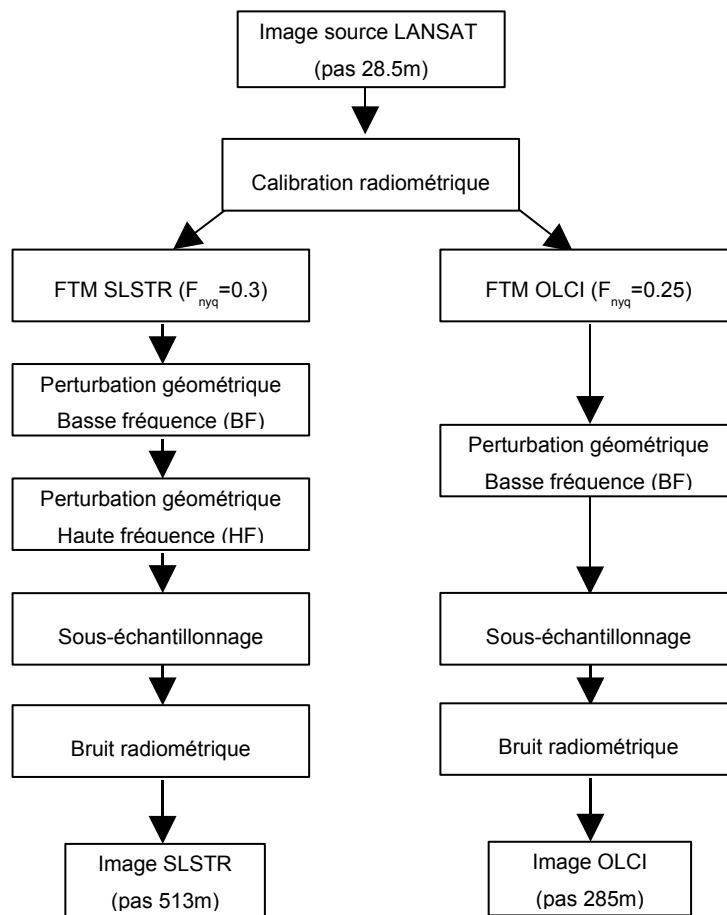 Image source LANSAT
(pas 28.5m)
Calibration radiométrique
FTM SLSTR (Fnyq=0.3)
FTM OLCI (Fnyq=0.25)
Perturbation géométrique
Basse fréquence (BF)
Perturbation géométrique
Haute fréquence (HF)
Perturbation géométrique
Basse fréquence (BF)
Sous-échantillonnage
Sous-échantillonnage
Bruit radiométrique
Bruit radiométrique
Image SLSTR
(pas 513m)
Image OLCI
(pas 285m)